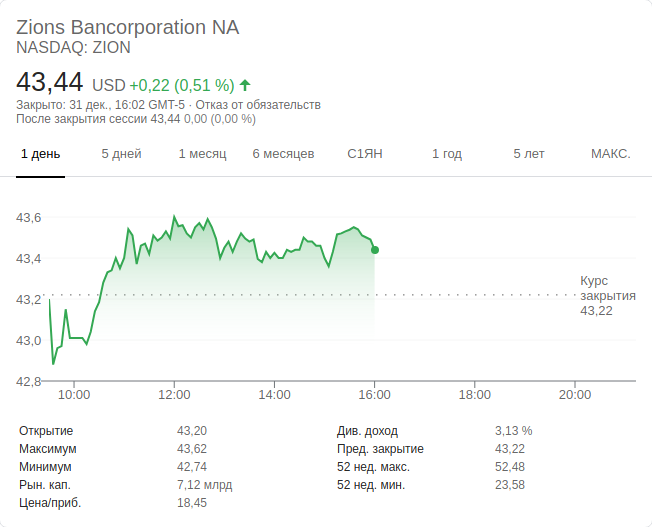 Zions Bancorporation NA
NASDAQ: ZION
43,44 USD +0,22 (0,51 %)
Закрыто: 31 дек., 16:02 GMT-5 · Отказ от обязательств
После закрытия сессии 43,44 0,00 (0,00 %)
1 день 5 дней 1 месяц 6 месяцев С1ЯН 1 год 5 лет МАКС.
43,6
43,4
43,2
43,0
42,8
Курс
закрытия
43,22
10:00 12:00 14:00 16:00 18:00 20:00
Открытие 43,20 Див. доход 3,13 %
Максимум 43,62 Пред. закрытие 43,22
Минимум 42,74 52 нед. макс. 52,48
Рын. кап. 7,12 млрд 52 нед. мин. 23,58
Цена/приб. 18,45